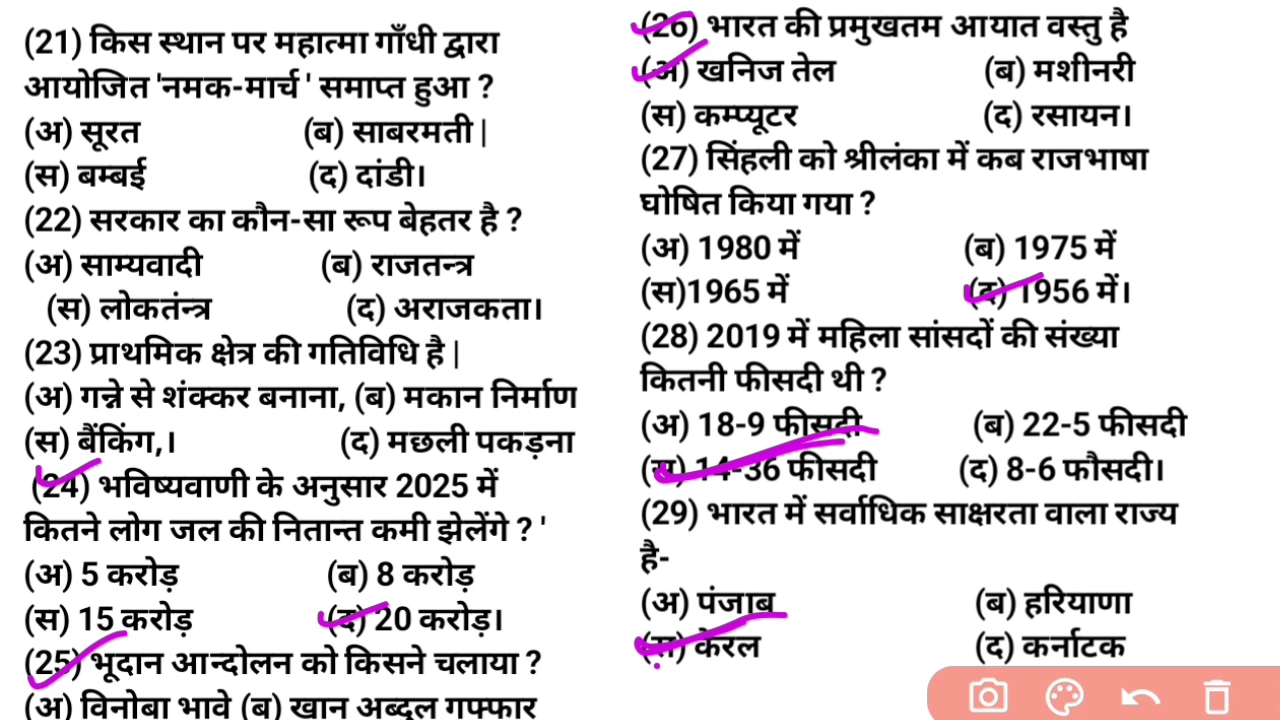 (21) किस स्थान पर महात्मा गाँधी द्वारा
आयोजित 'नमक-मार्च ' समाप्त हुआ ?
(अ) सूरत (ब) साबरमती |
(स) बम्बई (द) दांडी।
(22) सरकार का कौन-सा रूप बेहतर है ?
(अ) साम्यवादी (ब) राजतन्त्र
(स) लोकतंन्त्र (द) अराजकता।
(23) प्राथमिक क्षेत्र की गतिविधि है |
(अ) गन्ने से शंक्कर बनाना, (ब) मकान निर्माण
(स) बैंकिंग,। (द) मछली पकड़ना
(24) भविष्यवाणी के अनुसार 2025 में
कितने लोग जल की नितान्त कमी झेलेंगे ? '
(अ) 5 करोड़ (ब) 8 करोड़
(स) 15 करोड़ (द) 20 करोड़।
(25) भूदान आन्दोलन को किसने चलाया ?
(अ) विनोबा भावे (ब) खान अब्दुल गफ्फार
(26) भारत की प्रमुखतम आयात वस्तु है
(अ) खनिज तेल (ब) मशीनरी
(स) कम्प्यूटर (द) रसायन।
(27) सिंहली को श्रीलंका में कब राजभाषा
घोषित किया गया ?
(अ) 1980 में (ब) 1975 में
(स)1965 में (द) 1956 में।
(28) 2019 में महिला सांसदों की संख्या
कितनी फीसदी थी ?
(अ) 18-9 फीसदी (ब) 22-5 फीसदी
(स) 14-36 फीसदी (द) 8-6 फौसदी।
(29) भारत में सर्वाधिक साक्षरता वाला राज्य
है-
(अ) पंजाब (ब) हरियाणा
(स) केरल (द) कर्नाटक